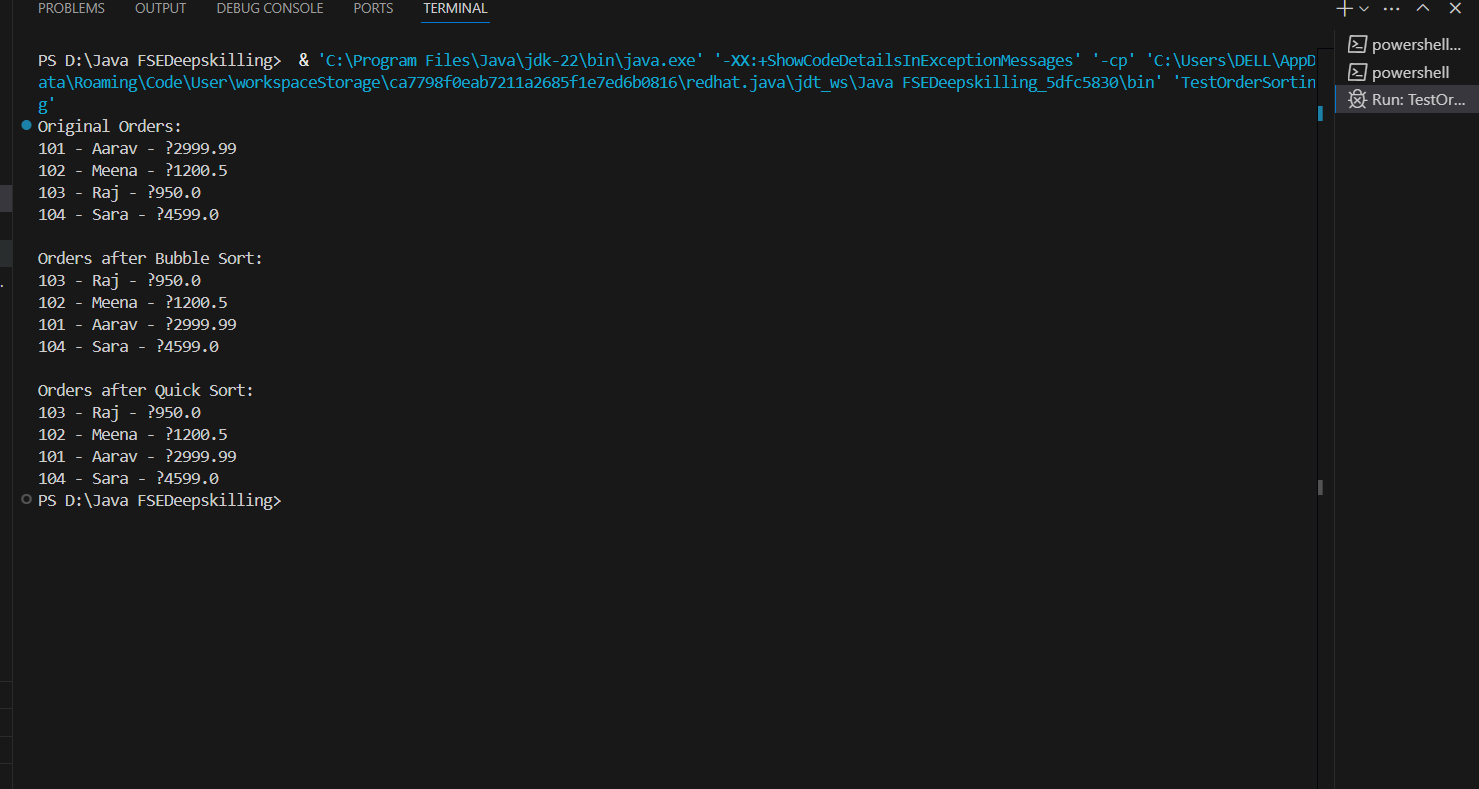 PROBLEMS OUTPUT DEBUG CONSOLE PORTS TERMINAL
powershell...
powershell
Run: TestOr...
PS D:\Java FSEDeepskilling>  & 'C:\Program Files\Java\jdk-22\bin\java.exe' '-XX:+ShowCodeDetailsInExceptionMessages' '-cp' 'C:\Users\DELL\AppD
ata\Roaming\Code\User\workspaceStorage\ca7798f0eab7211a2685f1e7ed6b0816\redhat.java\jdt_ws\Java FSEDeepskilling_5dfc5830\bin' 'TestOrderSortin
g'
Original Orders:
101 - Aarav - ?2999.99
102 - Meena - ?1200.5
103 - Raj - ?950.0
104 - Sara - ?4599.0
Orders after Bubble Sort:
103 - Raj - ?950.0
102 - Meena - ?1200.5
101 - Aarav - ?2999.99
104 - Sara - ?4599.0
Orders after Quick Sort:
103 - Raj - ?950.0
102 - Meena - ?1200.5
101 - Aarav - ?2999.99
104 - Sara - ?4599.0
PS D:\Java FSEDeepskilling>